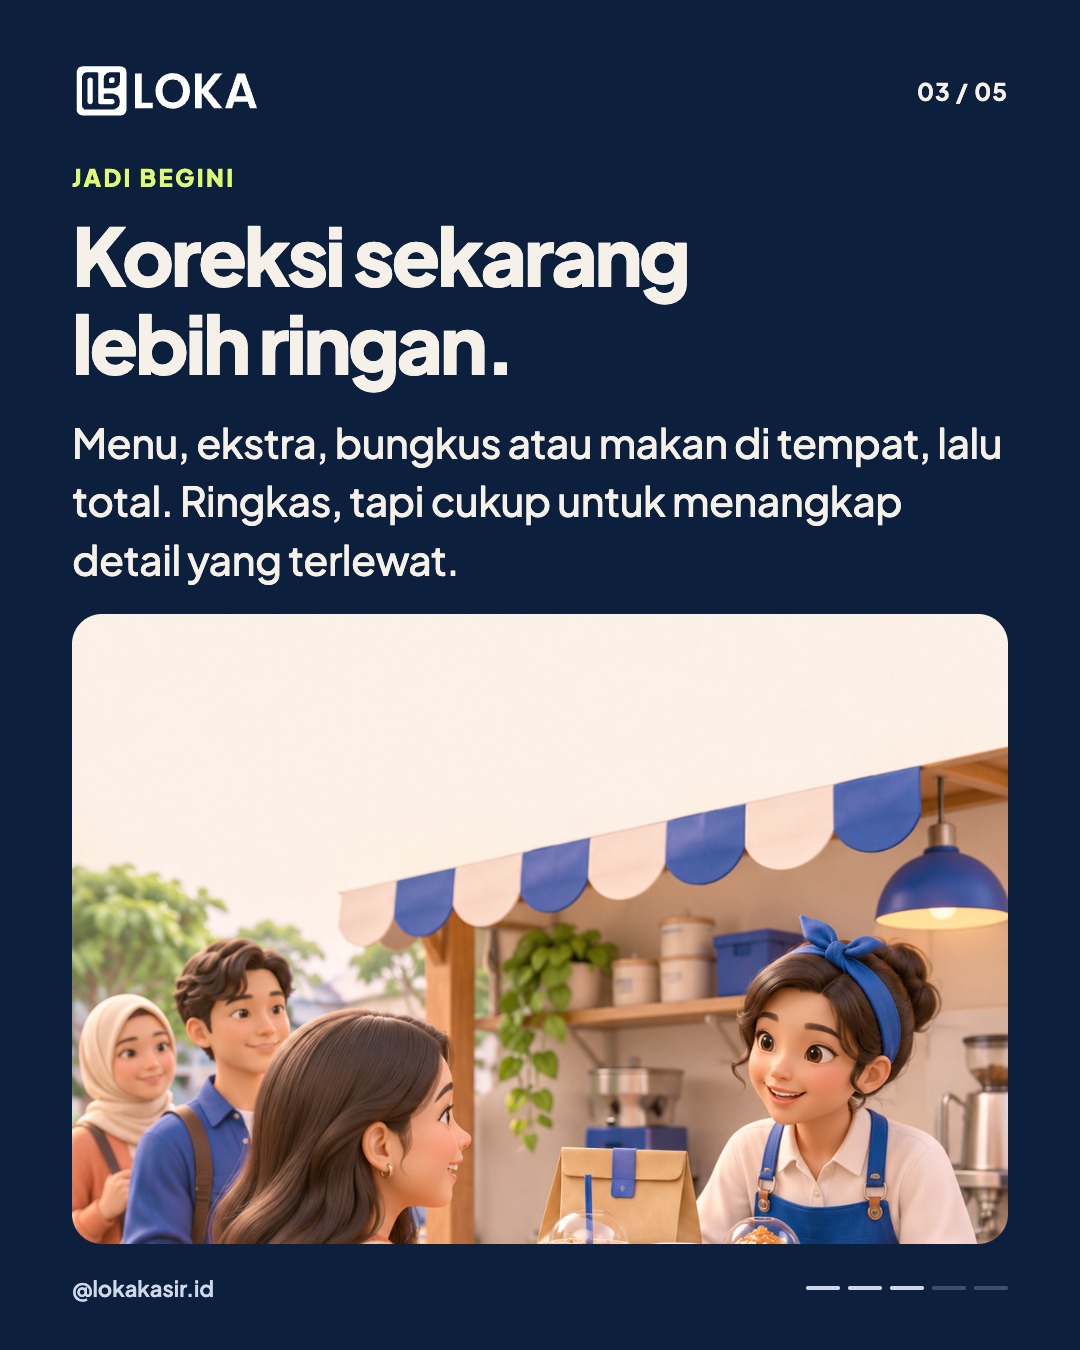 LOKA
03 / 05
JADI BEGINI
Koreksi sekarang
lebih ringan.
Menu, ekstra, bungkus atau makan di tempat, lalu
total. Ringkas, tapi cukup untuk menangkap
detail yang terlewat.
@lokakasir.id